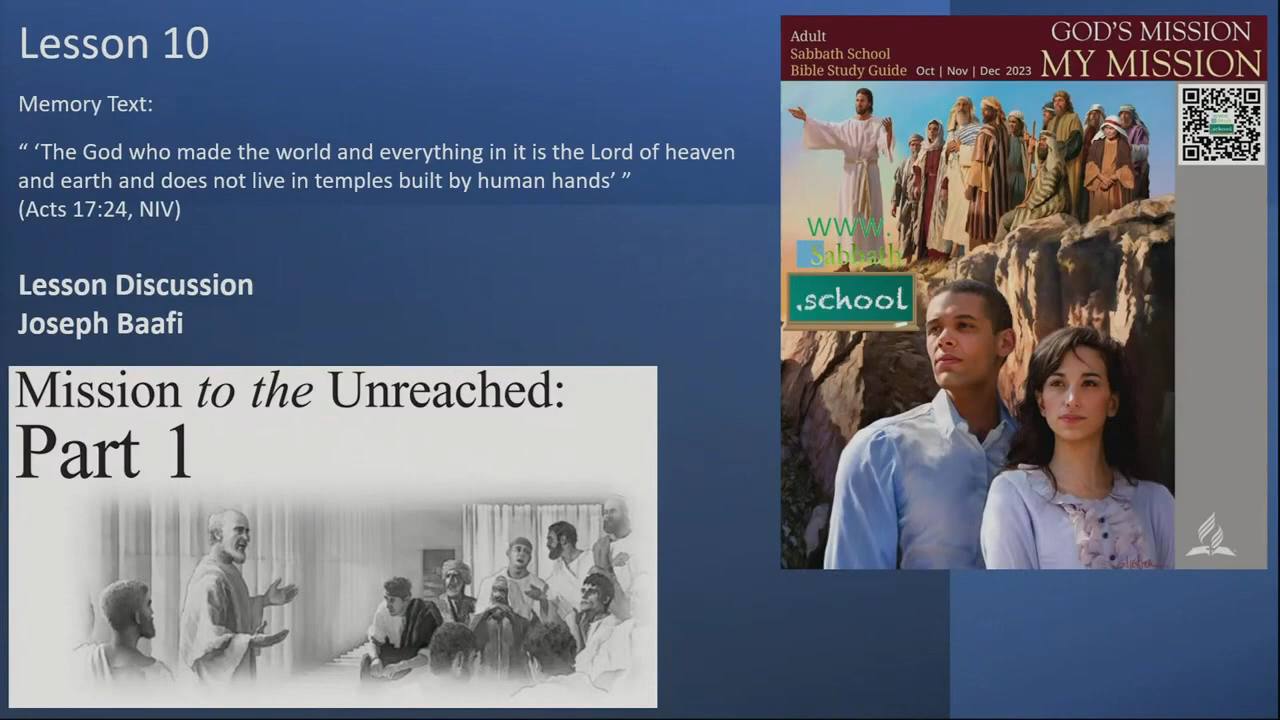 Lesson 10
Memory Text:
“ ‘The God who made the world and everything in it is the Lord of heaven
and earth and does not live in temples built by human hands’ ”
(Acts 17:24, NIV)
Lesson Discussion
Joseph Baafi
Mission to the Unreached:
Part 1
Adult
Sabbath School
Bible Study Guide Oct | Nov | Dec 2023
GOD’S MISSION
MY MISSION
www.
Sabbath
.school